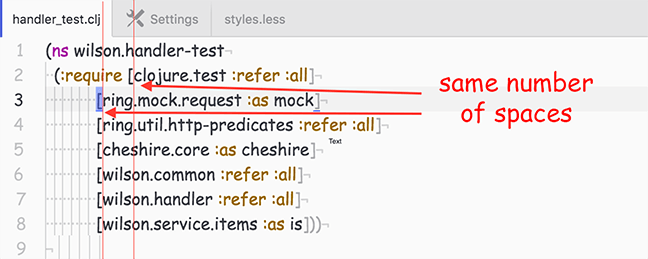 handler_test.clj Settings styles.less
1 (ns wilson.handler-test¬
2 (:require [clojure.test :refer :all]¬
3 [ring.mock.request :as mock]¬
4 [ring.util.http-predicates :refer :all]¬
5 [cheshire.core :as cheshire]¬
6 [wilson.common :refer :all]¬
7 [wilson.handler :refer :all]¬
8 [wilson.service.items :as is]))¬
9 ¬
same number
of spaces
Text